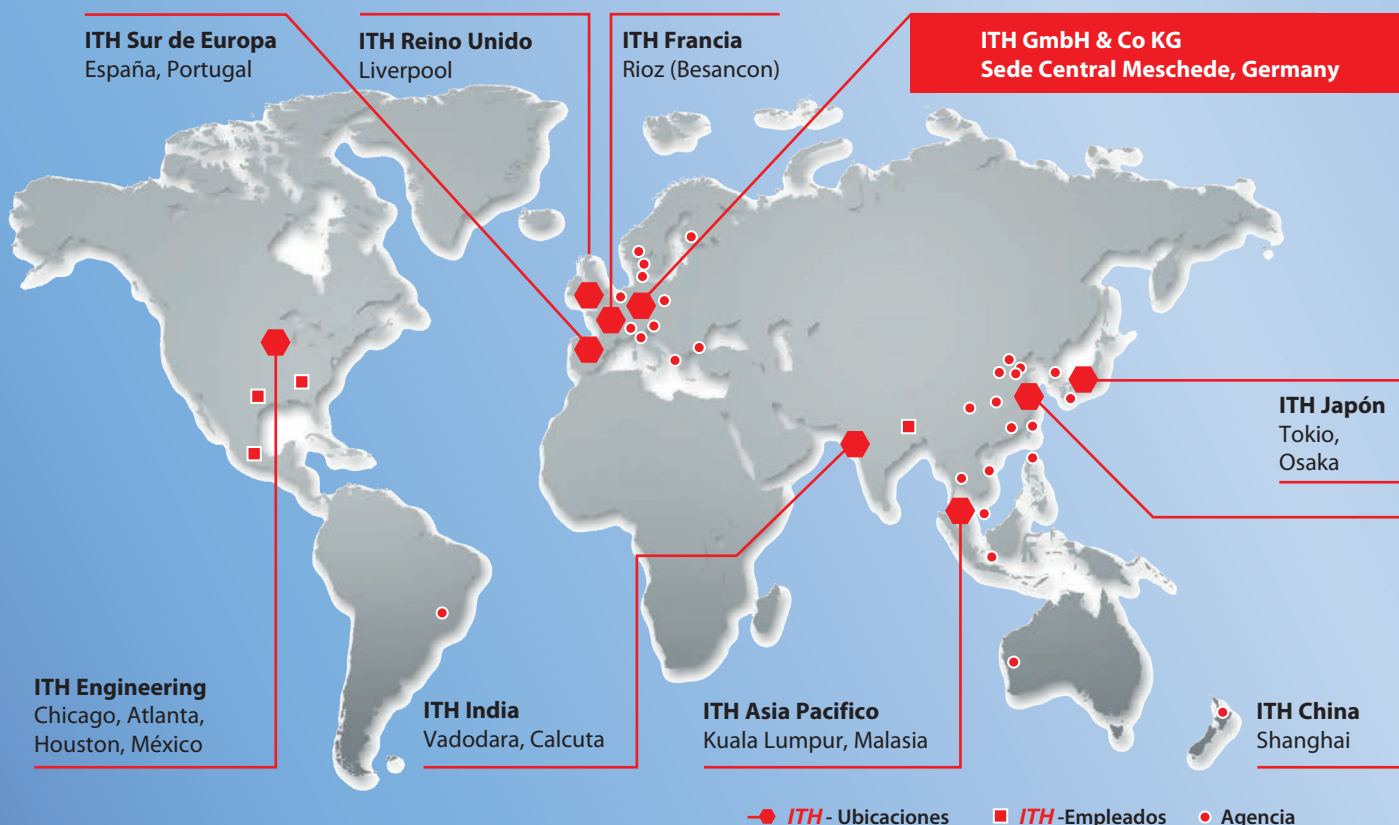 ITH Sur de Europa
España, Portugal
ITH Reino Unido
Liverpool
ITH Francia
Rioz (Besancon)
ITH GmbH & Co KG
Sede Central Meschede, Germany
ITH Japón
Tokio,
Osaka
ITH Engineering
Chicago, Atlanta,
Houston, México
ITH India
Vadodara, Calcuta
ITH Asia Pacifico
Kuala Lumpur, Malasia
ITH China
Shanghai
ITH - Ubicaciones
ITH -Empleados
Agencia